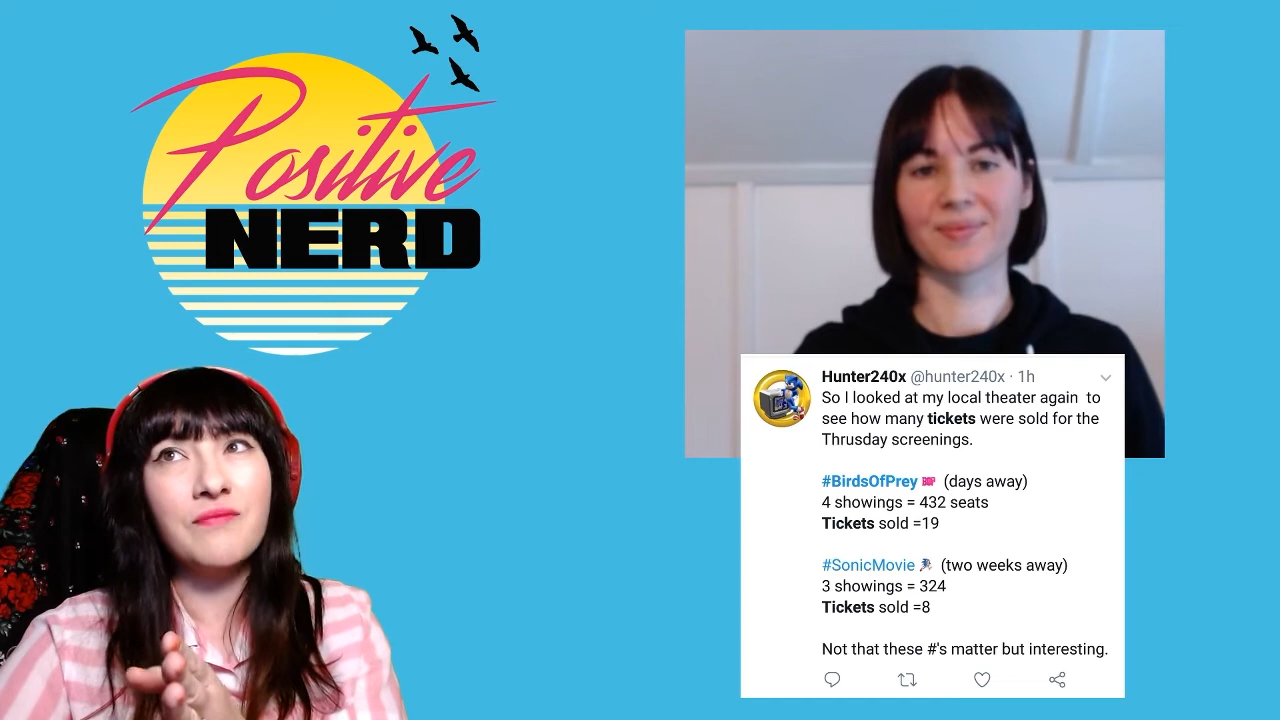 Positive
NERD
Hunter240x @hunter240x · 1h
So I looked at my local theater again to
see how many tickets were sold for the
Thrusday screenings.
#BirdsOfPrey BOP (days away)
4 showings = 432 seats
Tickets sold =19
#SonicMovie (two weeks away)
3 showings = 324
Tickets sold =8
Not that these #'s matter but interesting.